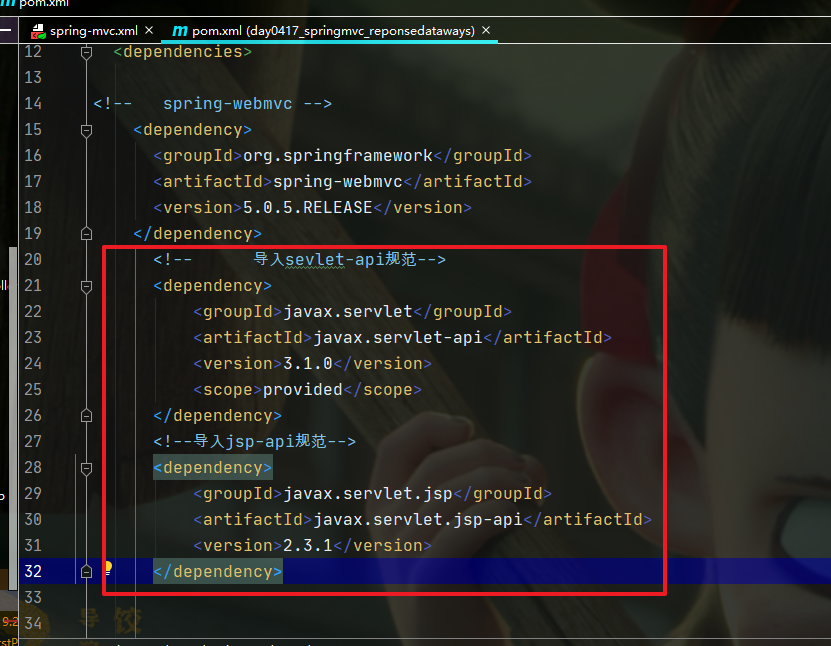 pom.xml
spring-mvc.xml
pom.xml (day0417_springmvc_reponsedataways)
12 <dependencies>
13
14 <!-- spring-webmvc -->
15 <dependency>
16 <groupId>org.springframework</groupId>
17 <artifactId>spring-webmvc</artifactId>
18 <version>5.0.5.RELEASE</version>
19 </dependency>
20 <!-- 导入sevlet-api规范-->
21 <dependency>
22 <groupId>javax.servlet</groupId>
23 <artifactId>javax.servlet-api</artifactId>
24 <version>3.1.0</version>
25 <scope>provided</scope>
26 </dependency>
27 <!--导入jsp-api规范-->
28 <dependency>
29 <groupId>javax.servlet.jsp</groupId>
30 <artifactId>javax.servlet.jsp-api</artifactId>
31 <version>2.3.1</version>
32 </dependency>
33
34